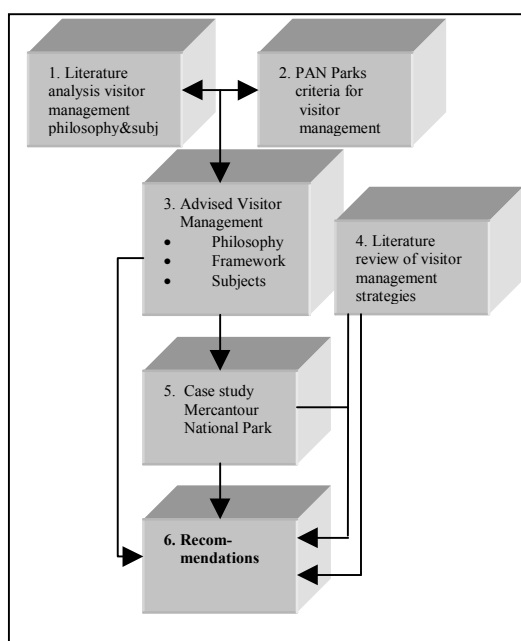 1. Literature
analysis visitor
management
philosophy&subj
2. PAN Parks
criteria for
visitor
management
3. Advised Visitor
Management
• Philosophy
• Framework
• Subjects
4. Literature
review of visitor
management
strategies
5. Case study
Mercantour
National Park
6. Recom-
mendations